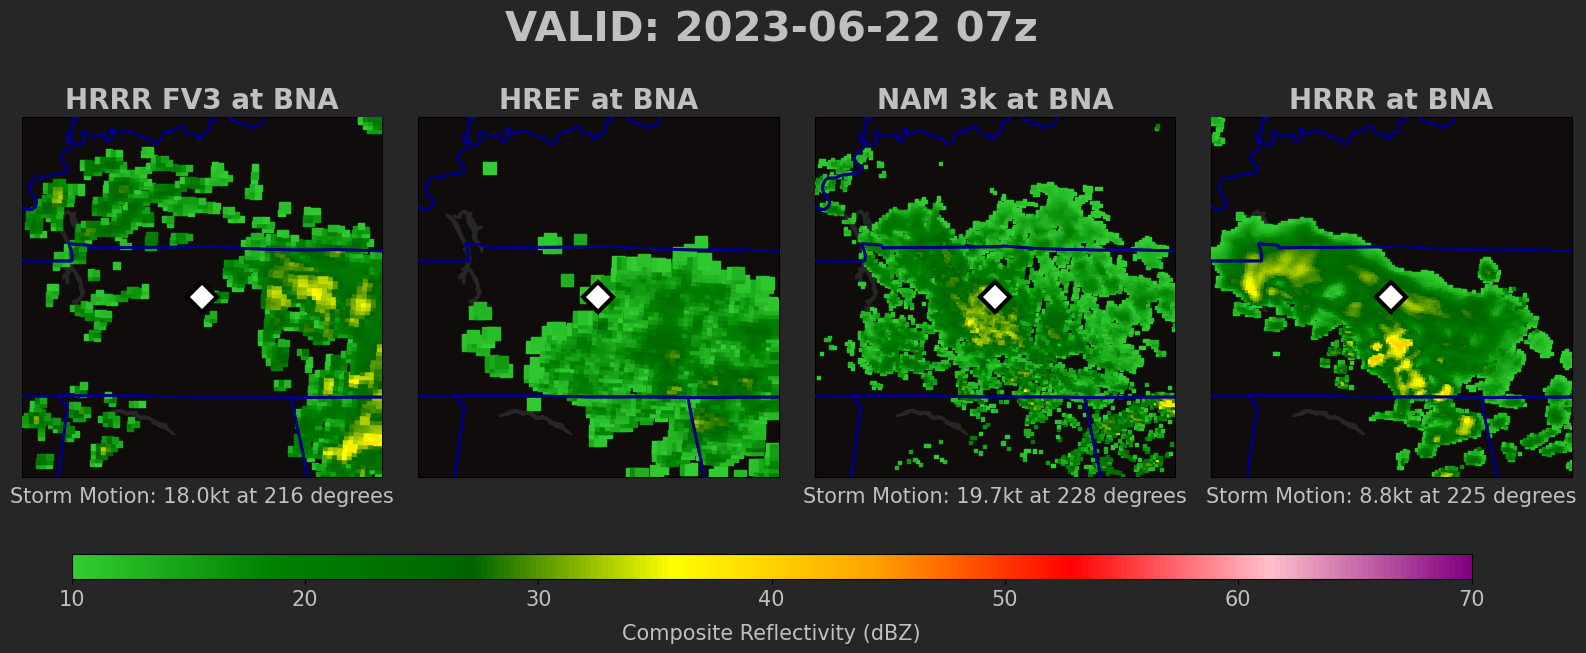 VALID: 2023-06-22 07z
HRRR FV3 at BNA
HREF at BNA
NAM 3k at BNA
HRRR at BNA
Storm Motion: 18.0kt at 216 degrees
Storm Motion: 19.7kt at 228 degrees
Storm Motion: 8.8kt at 225 degrees
10 20 30 40 50 60 70
Composite Reflectivity (dBZ)